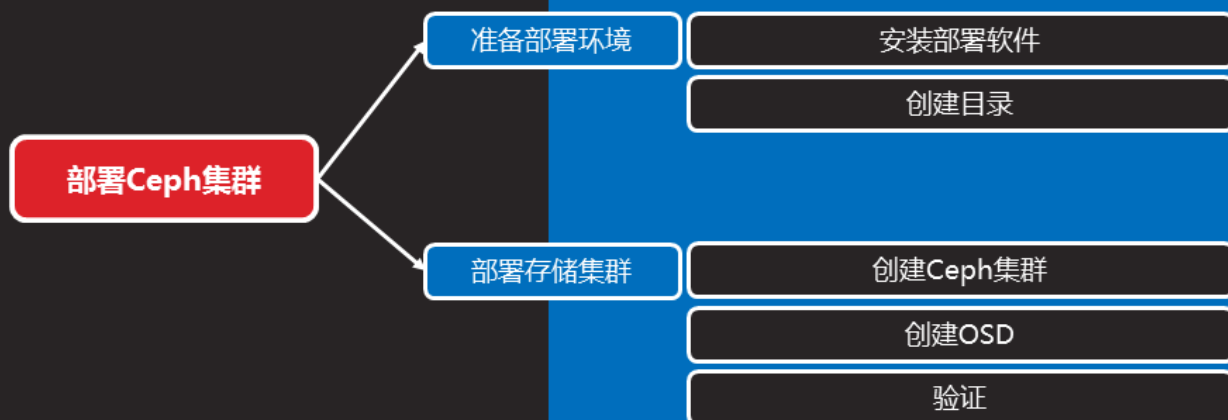 部署Ceph集群
准备部署环境
安装部署软件
创建目录
部署存储集群
创建Ceph集群
创建OSD
验证